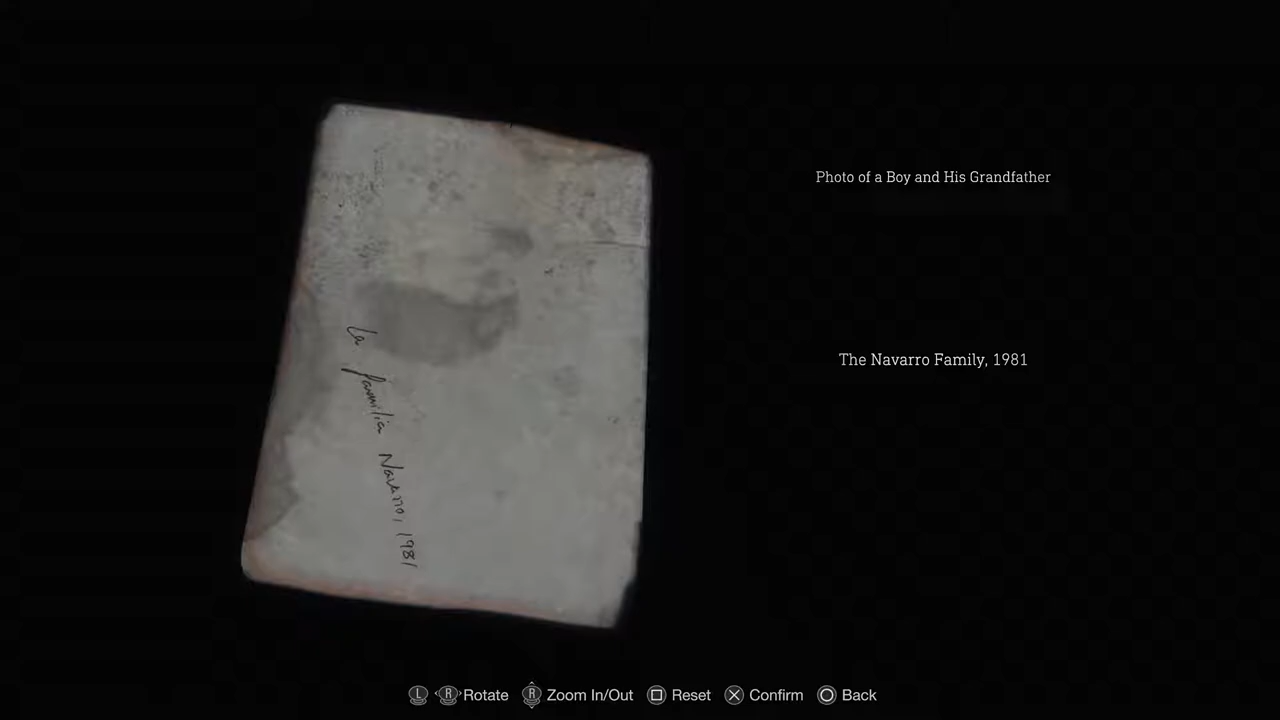 Photo of a Boy and His Grandfather
The Navarro Family, 1981
La familia Navarro, 1981
L R Rotate R Zoom In/Out Reset Confirm Back